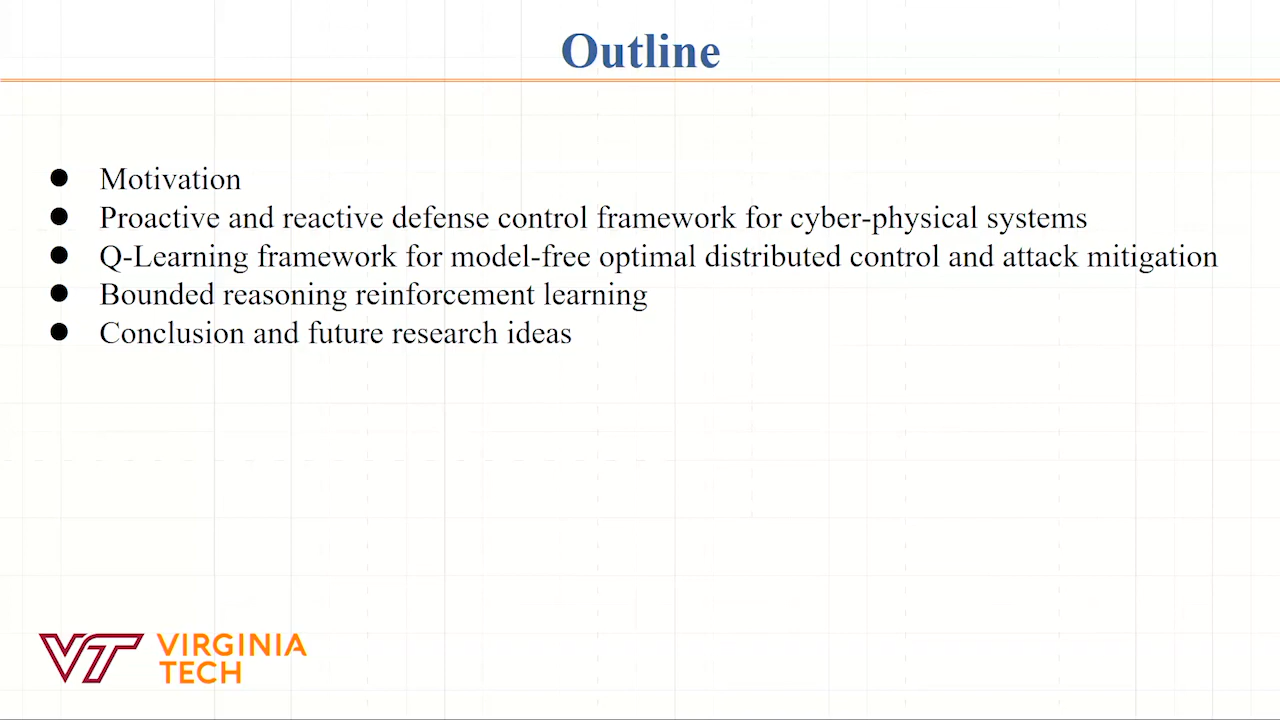 Outline
● Motivation
● Proactive and reactive defense control framework for cyber-physical systems
● Q-Learning framework for model-free optimal distributed control and attack mitigation
● Bounded reasoning reinforcement learning
● Conclusion and future research ideas
VT VIRGINIA
TECH